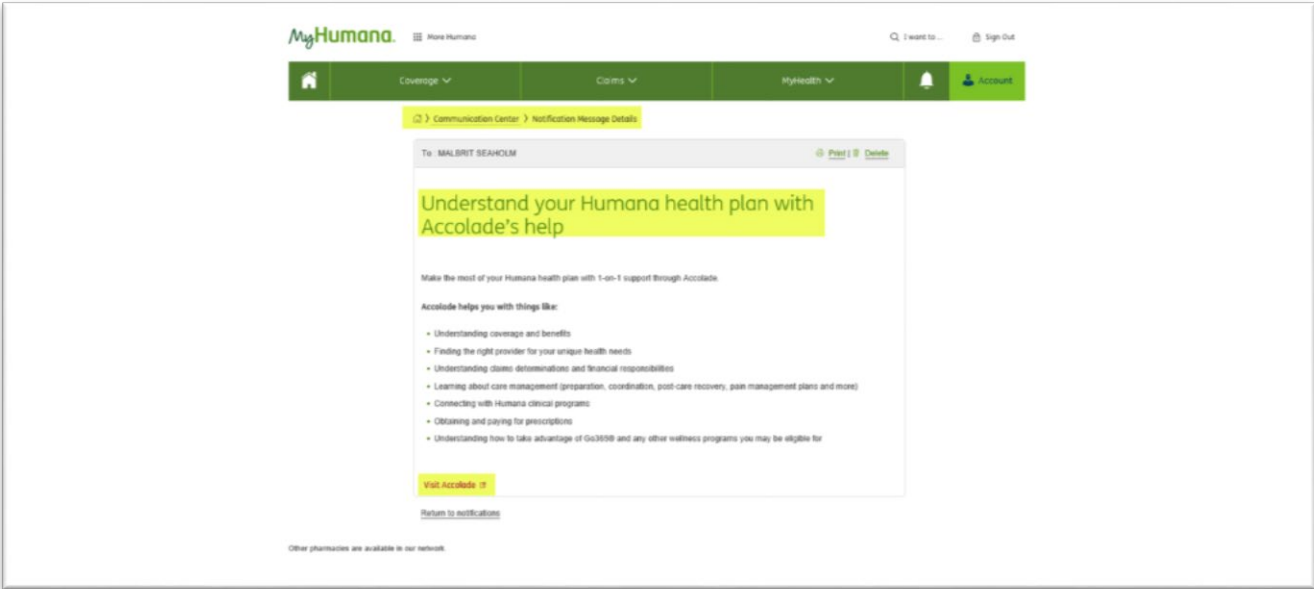 MyHumana. More Humana I want to ... Sign Out
Coverage Claims MyHealth Account
> Communication Center > Notification Message Details
To: MALBRIT SEAHOLM Print | Delete
Understand your Humana health plan with
Accolade's help
Make the most of your Humana health plan with 1-on-1 support through Accolade.
Accolade helps you with things like:
• Understanding coverage and benefits
• Finding the right provider for your unique health needs
• Understanding claims determinations and financial responsibilities
• Learning about care management (preparation, coordination, post-care recovery, pain management plans and more)
• Connecting with Humana clinical programs
• Obtaining and paying for prescriptions
• Understanding how to take advantage of Go365® and any other wellness programs you may be eligible for
Visit Accolade
Return to notifications
Other pharmacies are available in our network